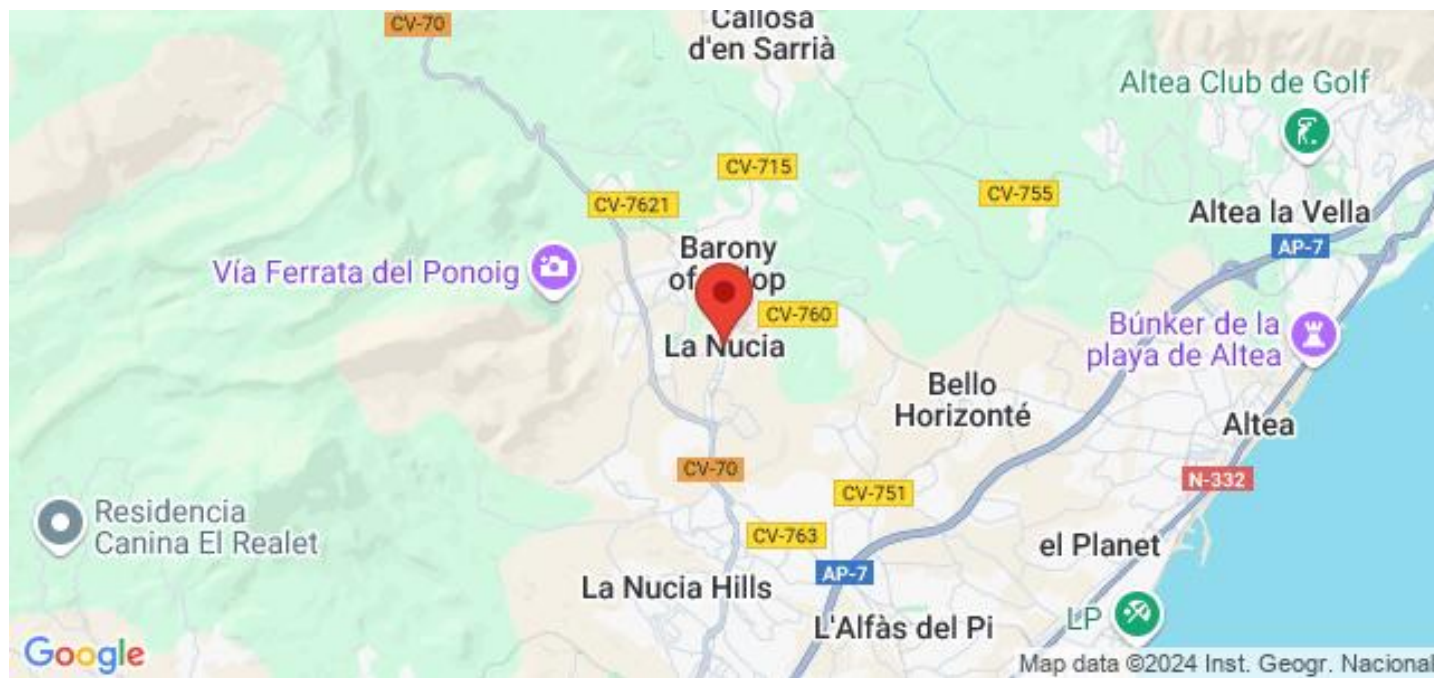 CV-70
Callosa
d'en Sarrià
Altea Club de Golf
CV-715
CV-7621
CV-755
Altea la Vella
AP-7
Barony
Vía Ferrata del Ponoig
CV-760
La Nucia
Búnker de la
playa de Altea
Bello
Horizonté
Altea
CV-70
N-332
CV-751
Residencia
Canina El Realet
CV-763
el Planet
AP-7
La Nucia Hills
L'Alfàs del Pi
LP
Google
Map data ©2024 Inst. Geogr. Nacional